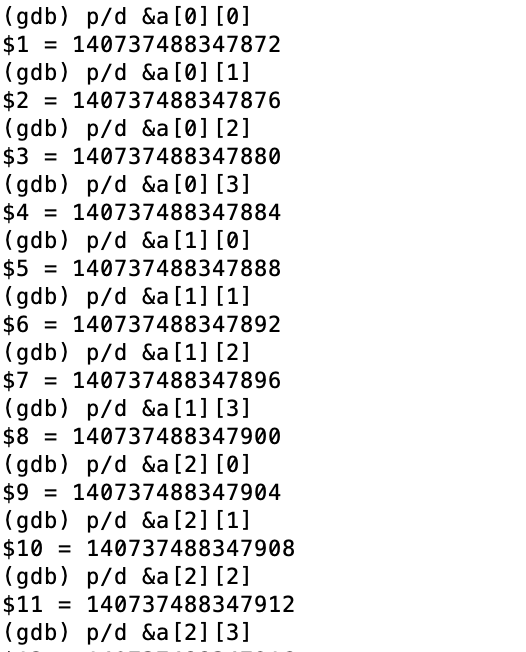 (gdb) p/d &a[0][0]
$1 = 140737488347872
(gdb) p/d &a[0][1]
$2 = 140737488347876
(gdb) p/d &a[0][2]
$3 = 140737488347880
(gdb) p/d &a[0][3]
$4 = 140737488347884
(gdb) p/d &a[1][0]
$5 = 140737488347888
(gdb) p/d &a[1][1]
$6 = 140737488347892
(gdb) p/d &a[1][2]
$7 = 140737488347896
(gdb) p/d &a[1][3]
$8 = 140737488347900
(gdb) p/d &a[2][0]
$9 = 140737488347904
(gdb) p/d &a[2][1]
$10 = 140737488347908
(gdb) p/d &a[2][2]
$11 = 140737488347912
(gdb) p/d &a[2][3]